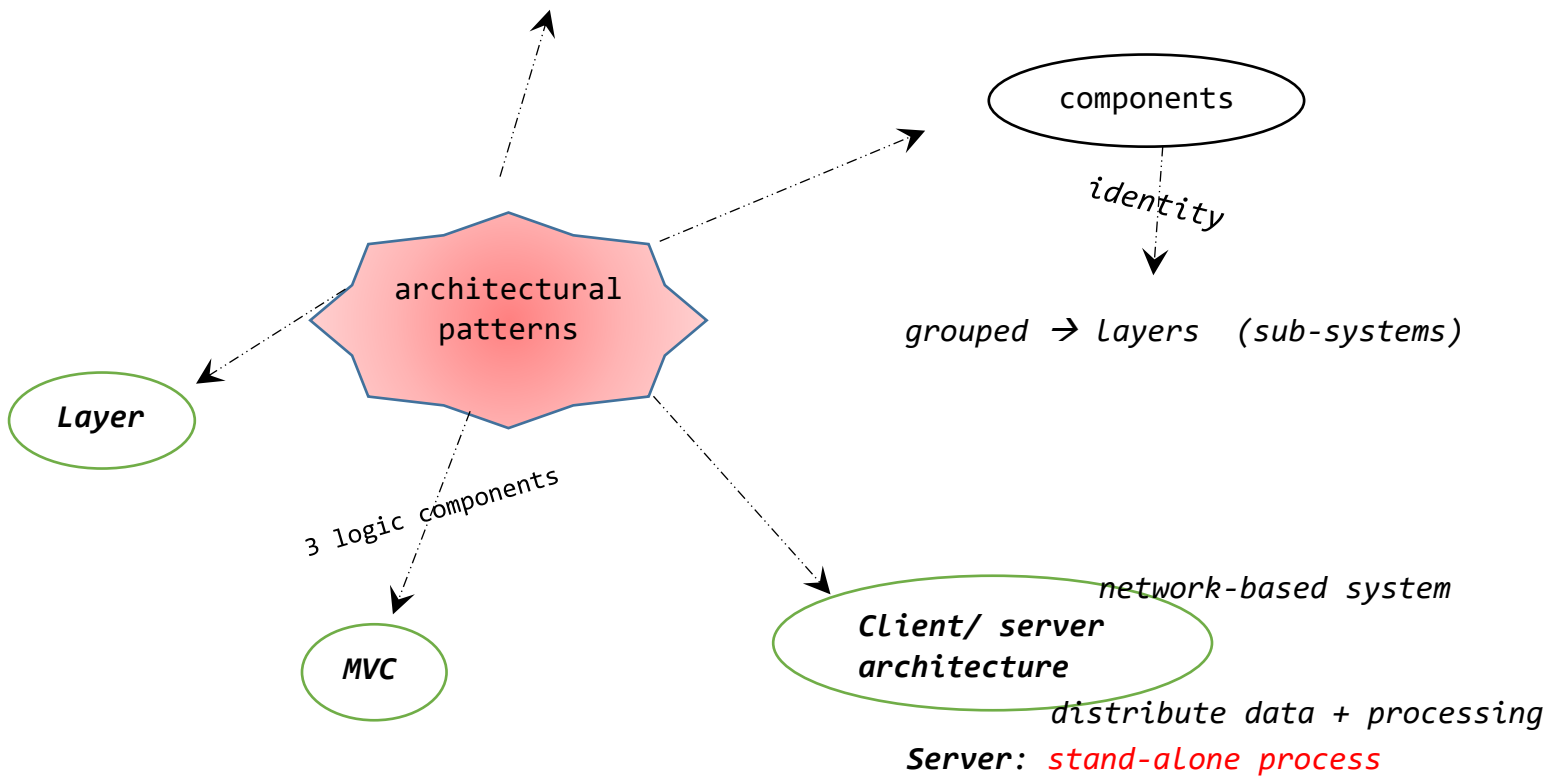 components
identity
architectural
patterns
grouped → layers (sub-systems)
Layer
3 logic components
network-based system
Client/ server
architecture
MVC
distribute data + processing
Server: stand-alone process